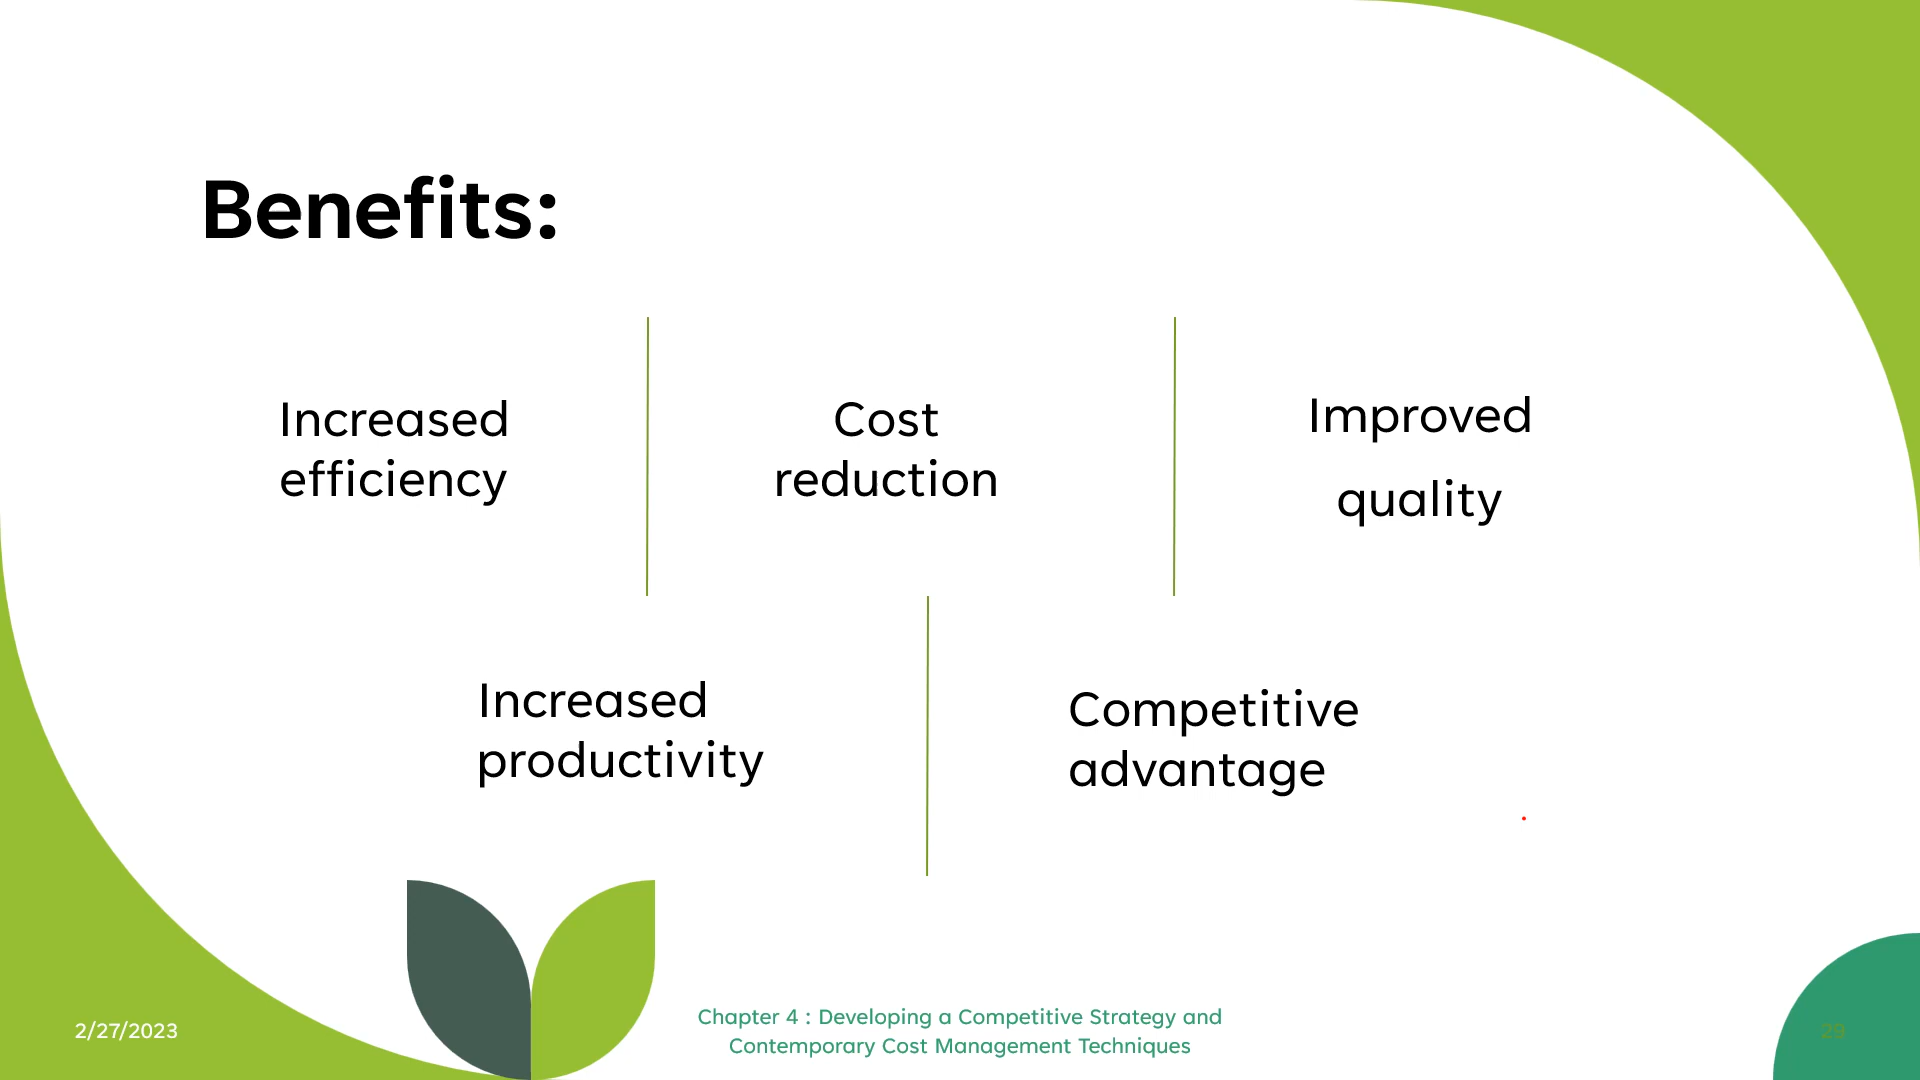 Benefits:
Increased
efficiency
Cost
reduction
Improved
quality
Increased
productivity
Competitive
advantage
2/27/2023
Chapter 4 : Developing a Competitive Strategy and
Contemporary Cost Management Techniques
29